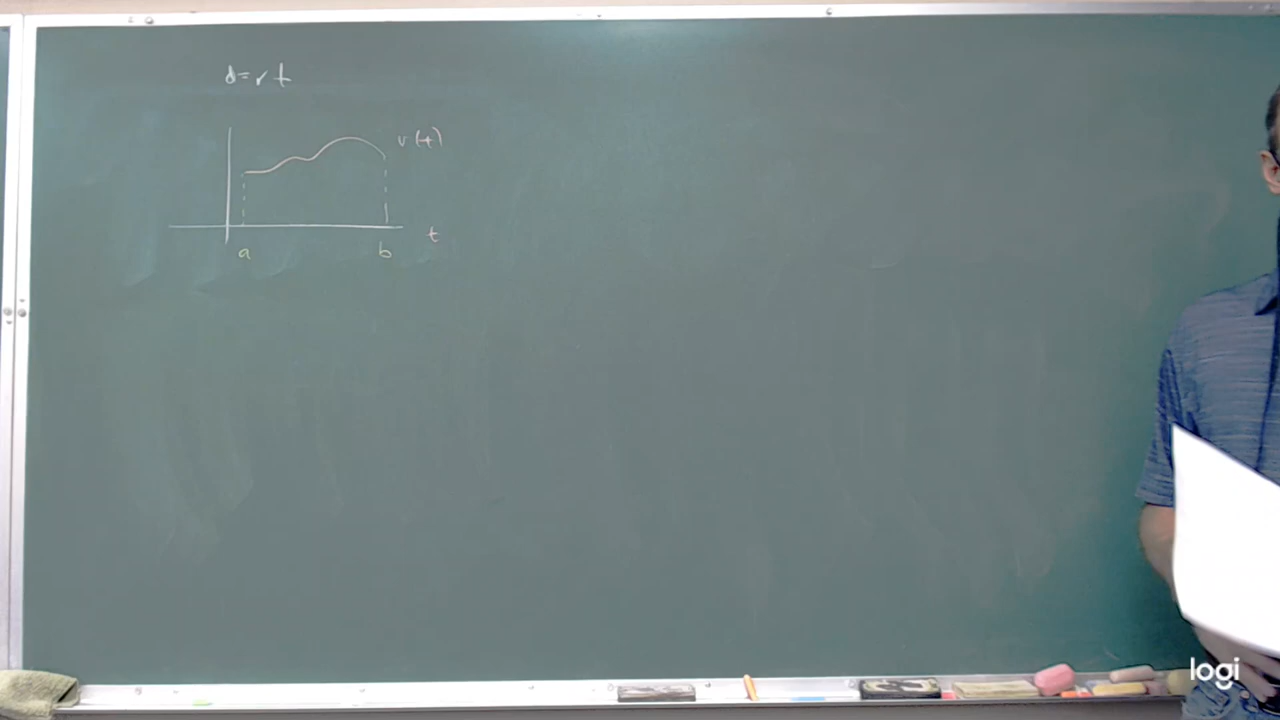 d = r t
v(t)
t
a b
logi